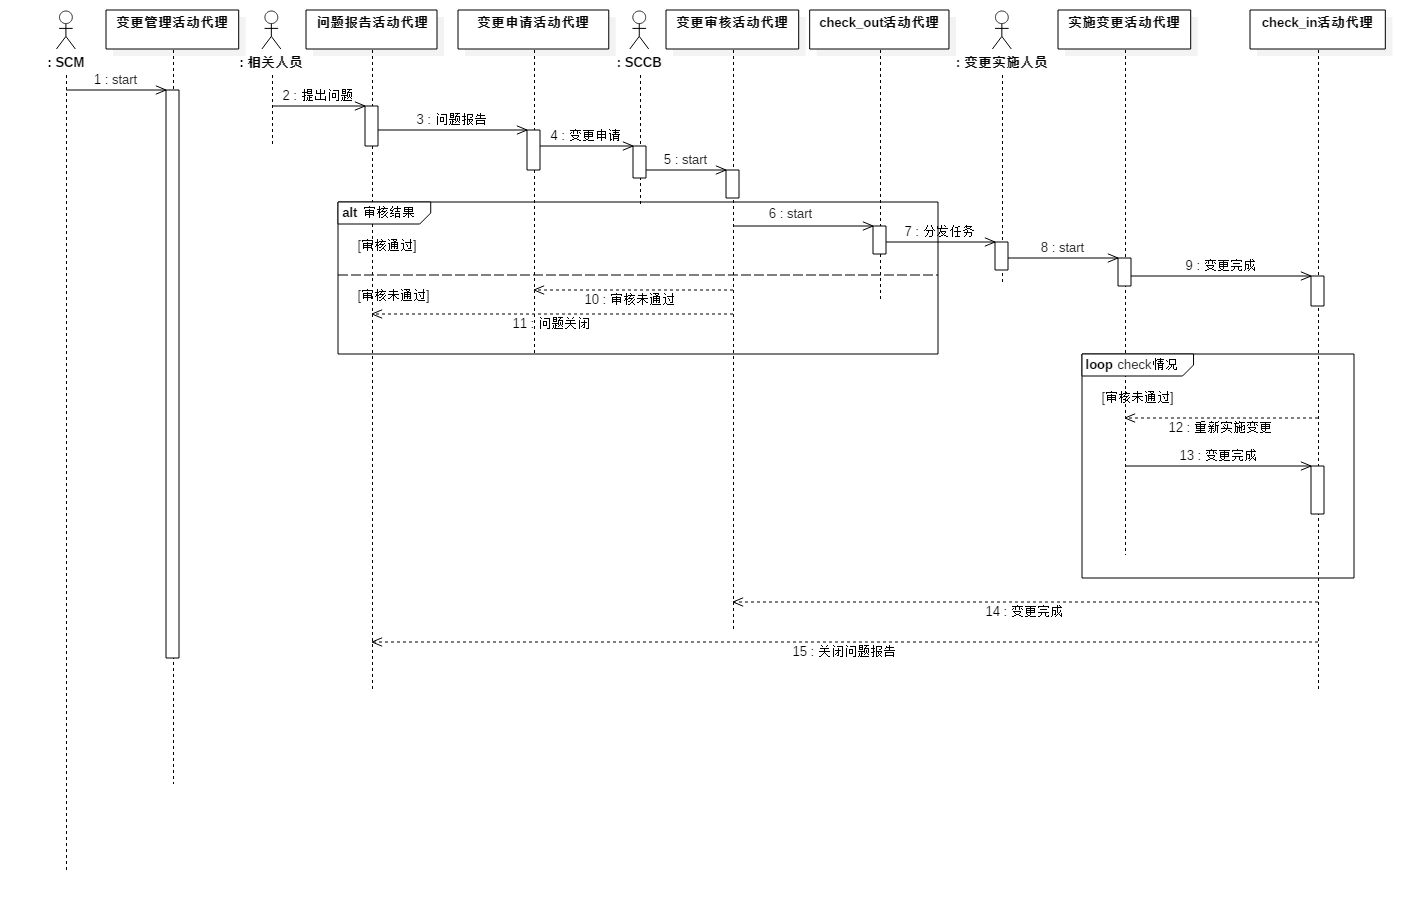 变更管理活动代理
问题报告活动代理
变更申请活动代理
变更审核活动代理
check_out活动代理
实施变更活动代理
check_in活动代理
: SCM
: 相关人员
: SCCB
: 变更实施人员
1 : start
2 : 提出问题
3 : 问题报告
4 : 变更申请
5 : start
alt 审核结果
6 : start
7 : 分发任务
[审核通过]
8 : start
9 : 变更完成
[审核未通过]
10 : 审核未通过
11 : 问题关闭
loop check情况
[审核未通过]
12 : 重新实施变更
13 : 变更完成
14 : 变更完成
15 : 关闭问题报告